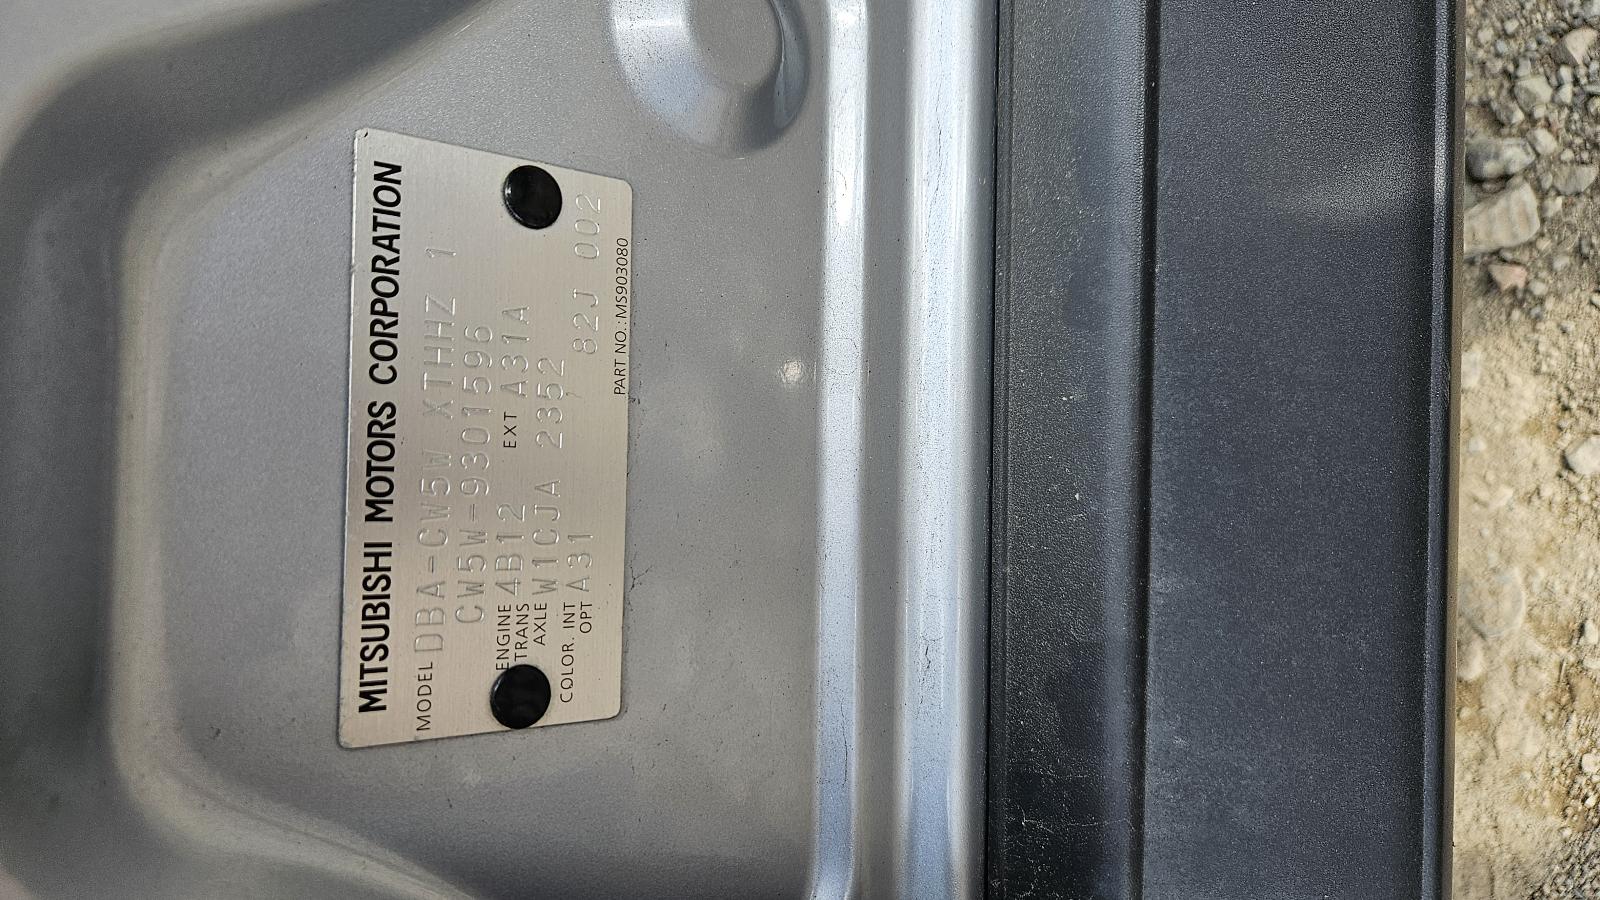 MITSUBISHI MOTORS CORPORATION
MODEL DBA-CW5W XTHHZ 1
CW5W-9301596
ENGINE 4B12 EXT A31A
TRANS
AXLE W1CJA 2352
COLOR. INT
OPT A31 82J 002
PART NO.: MS903080